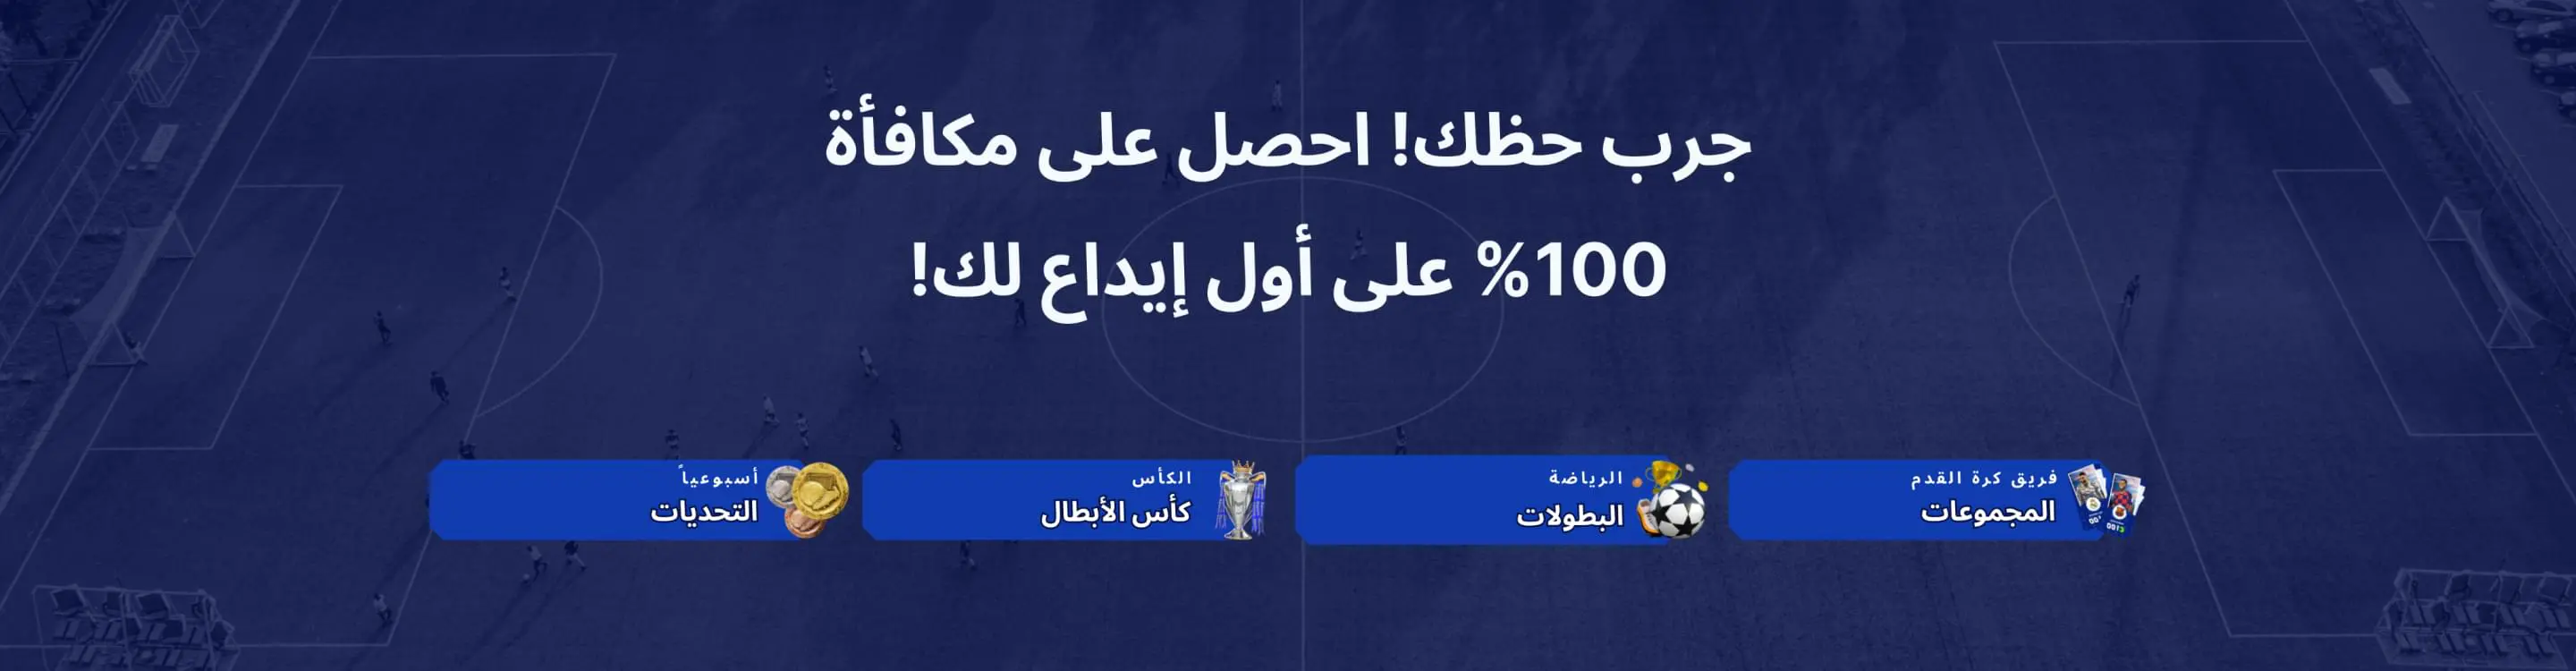 جرب حظك! احصل على مكافأة
100% على أول إيداع لك!
فريق كرة القدم
المجموعات
الرياضة
البطولات
الكأس
كأس الأبطال
أسبوعياً
التحديات